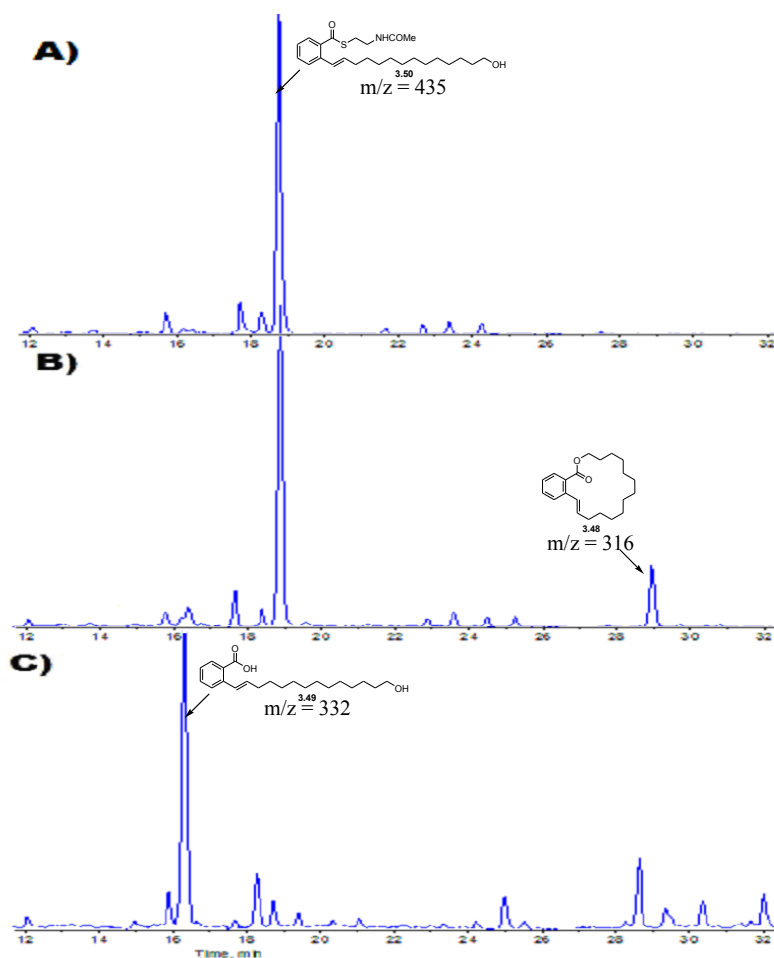 A)
O
S
NHCOMe
OH
3.50
m/z = 435
12 14 16 18 20 22 24 26 28 30 32
B)
O
O
3.48
m/z = 316
12 14 16 18 20 22 24 26 28 30 32
C)
O
OH
OH
3.49
m/z = 332
12 14 16 18 20 22 24 26 28 30 32
Time, min